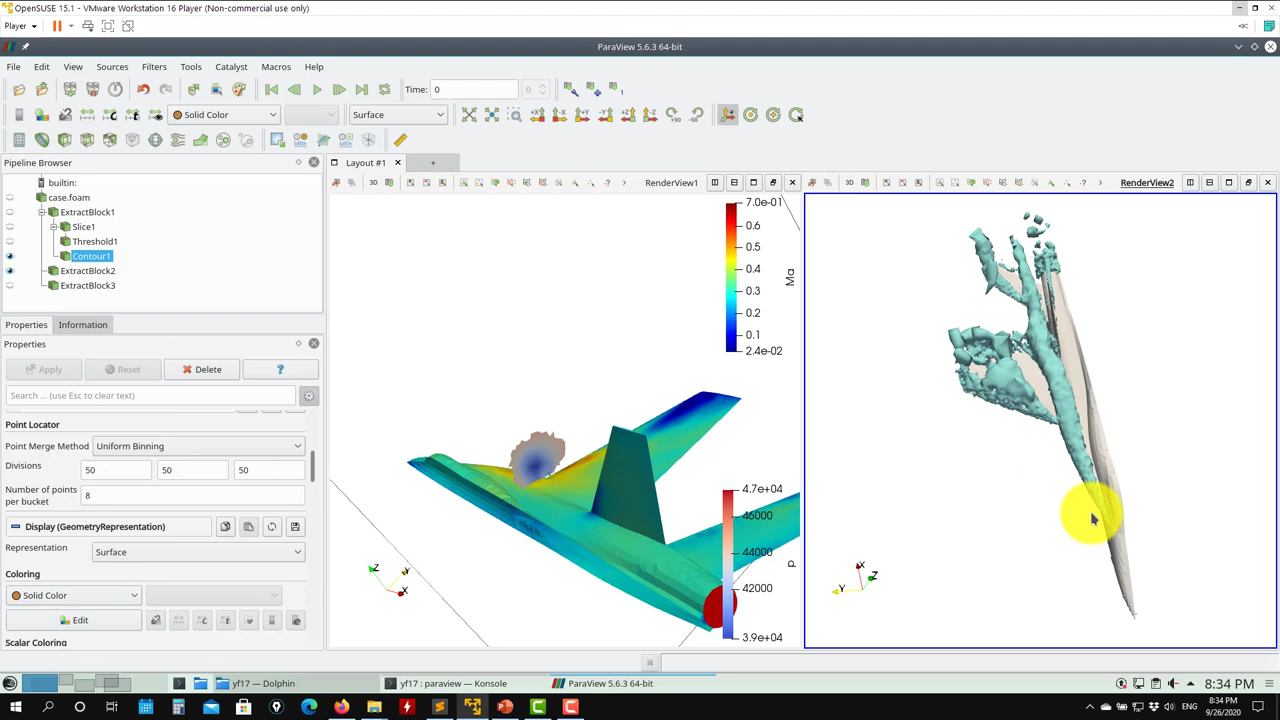 OpenSUSE 15.1 - VMware Workstation 16 Player (Non-commercial use only)
Player
ParaView 5.6.3 64-bit
File Edit View Sources Filters Tools Catalyst Macros Help
Time: 0
Solid Color
Surface
Pipeline Browser
Layout #1
builtin:
case.foam
ExtractBlock1
Slice1
Threshold1
Contour1
ExtractBlock2
ExtractBlock3
3D
RenderView1
3D
RenderView2
7.0e-01
0.6
0.5
0.4
0.3
0.2
0.1
2.4e-02
Ma
Properties Information
Properties
Apply Reset Delete ?
Search ... (use Esc to clear text)
Point Locator
Point Merge Method Uniform Binning
Divisions 50 50 50
Number of points
per bucket
8
Display (GeometryRepresentation)
Representation Surface
Coloring
Solid Color
Edit
Scalar Coloring
4.7e+04
46000
44000
42000
3.9e+04
p
Z
Y
X
X
Z
Y
yf17 : Dolphin
yf17 : paraview — Konsole
ParaView 5.6.3 64-bit
8:34 PM
8:34 PM
9/26/2020